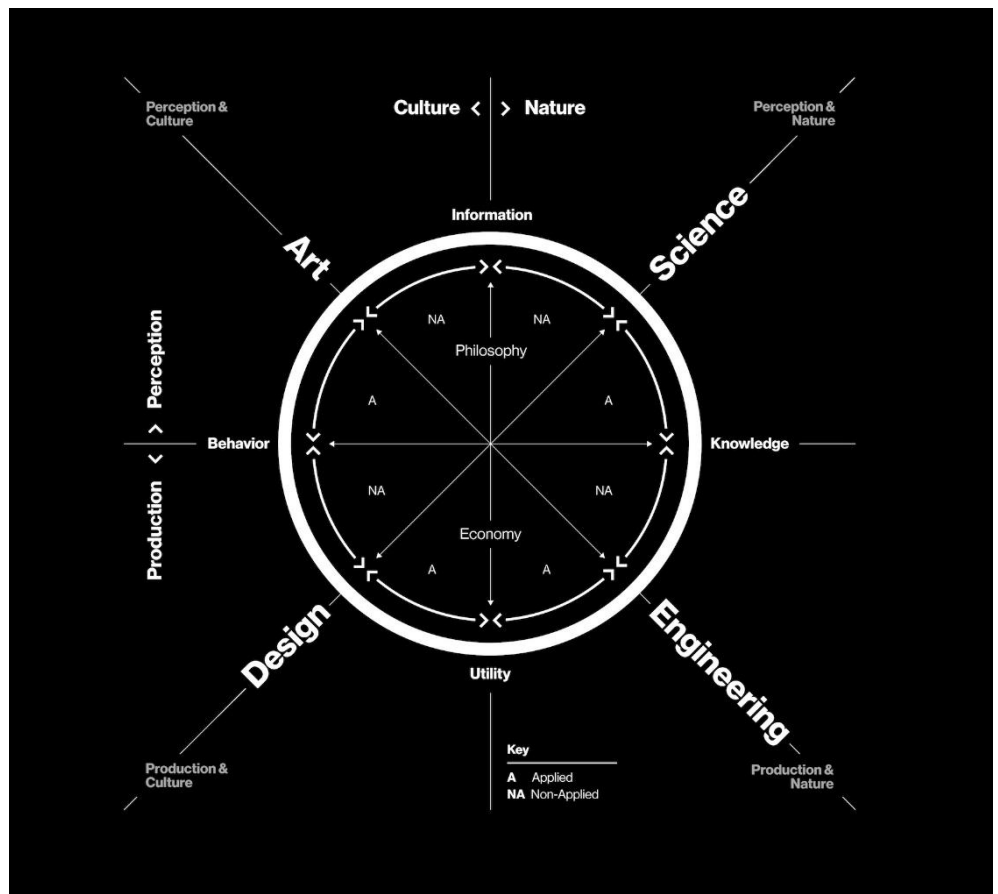 Perception &
Culture
Culture < > Nature
Perception &
Nature
Information
Art
Science
NA
NA
Philosophy
Production < > Perception
A
A
Behavior
Knowledge
NA
NA
Economy
A
A
Design
Engineering
Utility
Key
A Applied
NA Non-Applied
Production &
Culture
Production &
Nature